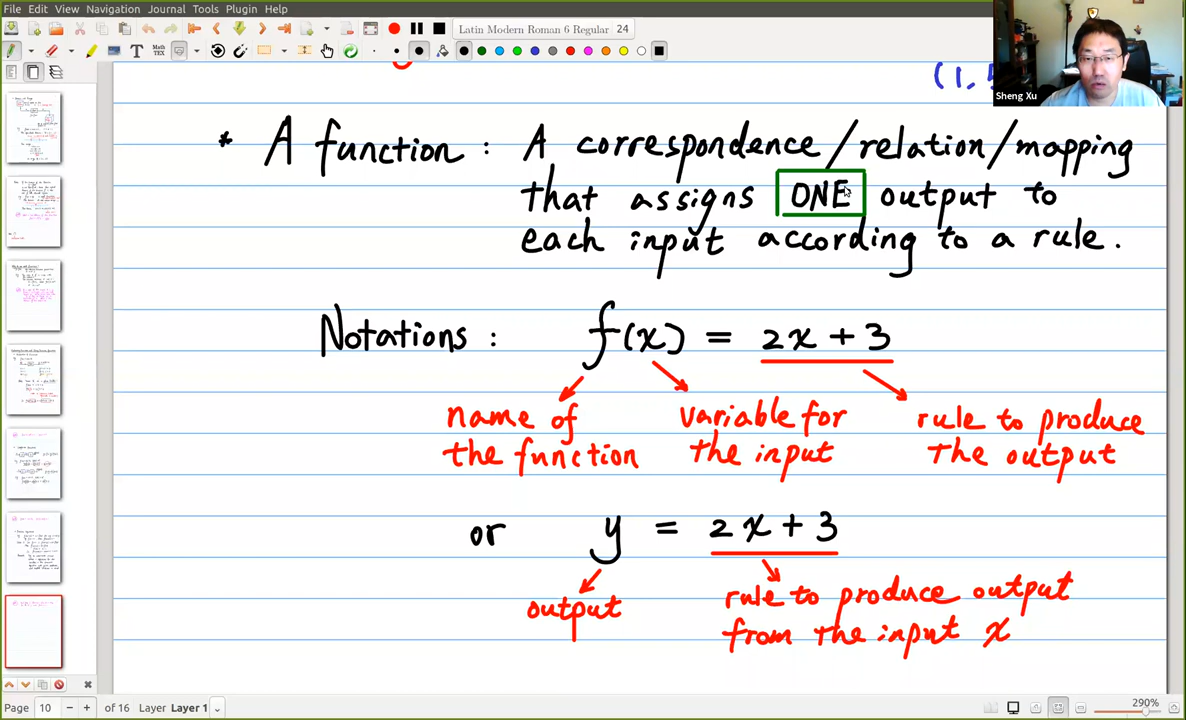 File Edit View Navigation Journal Tools Plugin Help
Latin Modern Roman 6 Regular 24
Sheng Xu
(1, 5
* A function : A correspondence/relation/mapping
that assigns ONE output to
each input according to a rule.
Notations : f(x) = 2x + 3
name of
the function
variable for
the input
rule to produce
the output
or y = 2x + 3
output
rule to produce output
from the input x
Page 10 of 16 Layer Layer 1 290%